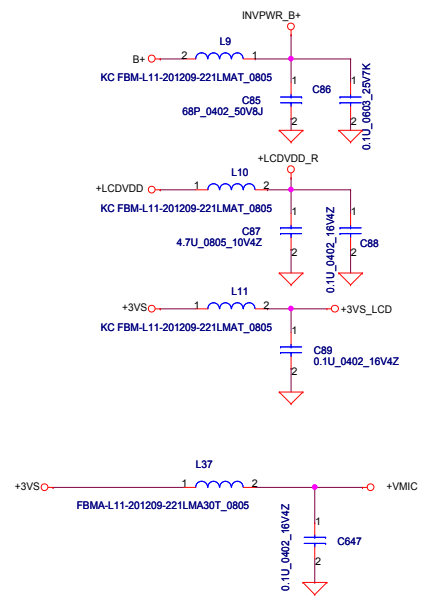 INVPWR_B+
L9
B+ 2 1
KC FBM-L11-201209-221LMAT_0805
1 1
C86
C85
68P_0402_50V8J
0.1U_0603_25V7K
2 2
+LCDVDD_R
L10
+LCDVDD 1 2
KC FBM-L11-201209-221LMAT_0805
1 1
C87
4.7U_0805_10V4Z
0.1U_0402_16V4Z
C88
2 2
L11
+3VS 1 2 +3VS_LCD
KC FBM-L11-201209-221LMAT_0805
1
C89
0.1U_0402_16V4Z
2
L37
+3VS 1 2 +VMIC
FBMA-L11-201209-221LMA30T_0805
0.1U_0402_16V4Z
1
C647
2